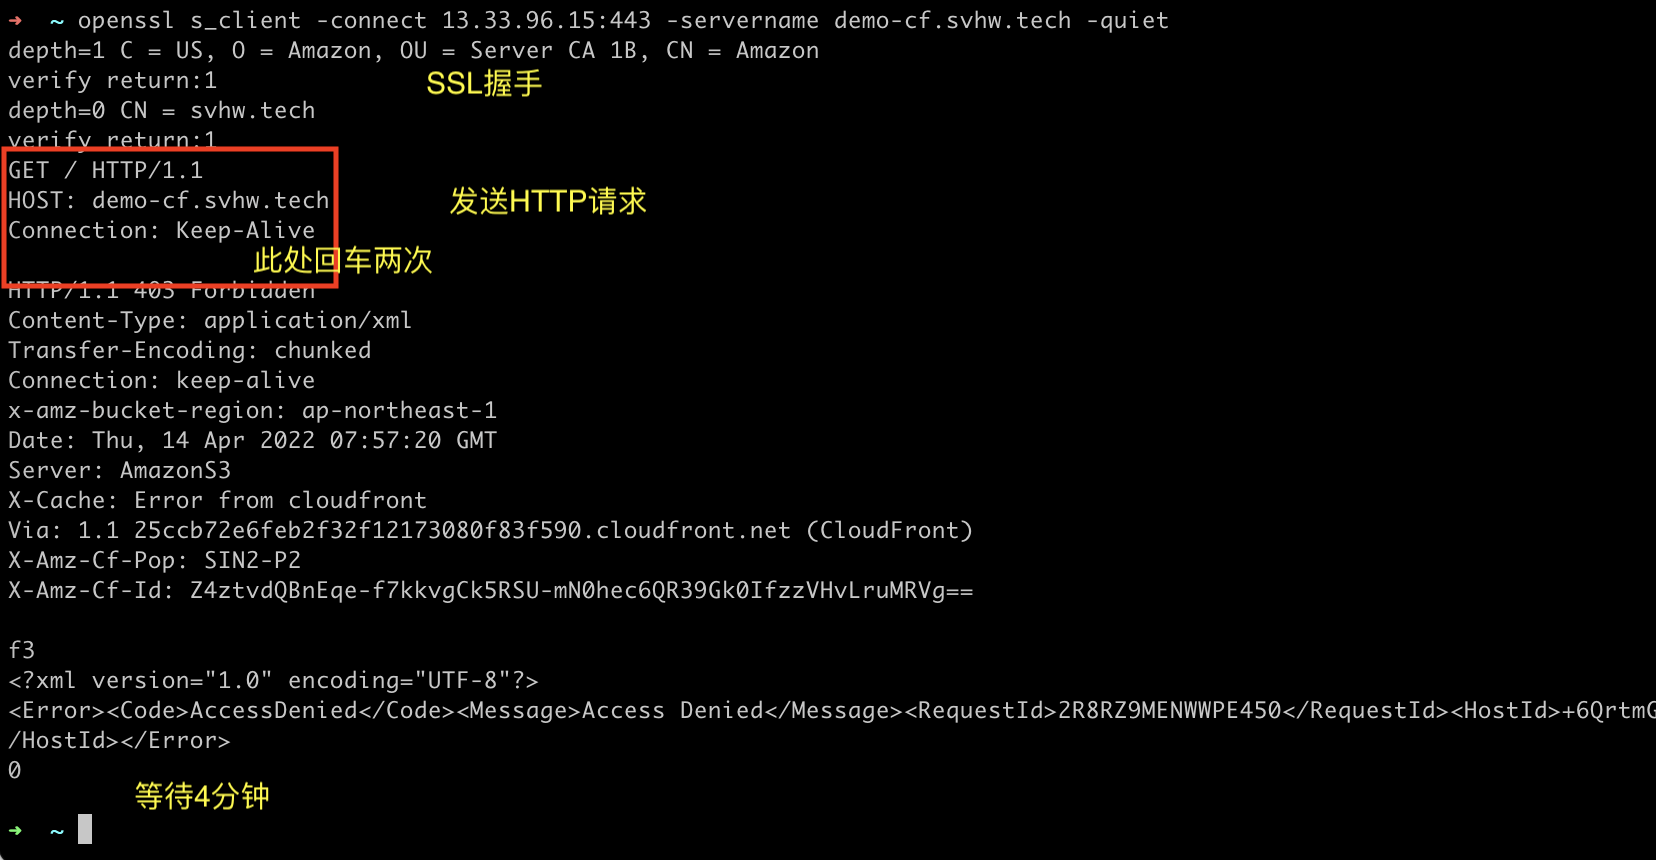 ➜ ~ openssl s_client -connect 13.33.96.15:443 -servername demo-cf.svhw.tech -quiet
depth=1 C = US, O = Amazon, OU = Server CA 1B, CN = Amazon
verify return:1
SSL握手
depth=0 CN = svhw.tech
verify return:1
GET / HTTP/1.1
HOST: demo-cf.svhw.tech
发送HTTP请求
Connection: Keep-Alive
此处回车两次
HTTP/1.1 403 Forbidden
Content-Type: application/xml
Transfer-Encoding: chunked
Connection: keep-alive
x-amz-bucket-region: ap-northeast-1
Date: Thu, 14 Apr 2022 07:57:20 GMT
Server: AmazonS3
X-Cache: Error from cloudfront
Via: 1.1 25ccb72e6feb2f32f12173080f83f590.cloudfront.net (CloudFront)
X-Amz-Cf-Pop: SIN2-P2
X-Amz-Cf-Id: Z4ztvdQBnEqe-f7kkvgCk5RSU-mN0hec6QR39Gk0IfzzVHvLruMRVg==
f3
<?xml version="1.0" encoding="UTF-8"?>
<Error><Code>AccessDenied</Code><Message>Access Denied</Message><RequestId>2R8RZ9MENWWPE450</RequestId><HostId>+6QrtmG
/HostId></Error>
0
等待4分钟
➜ ~